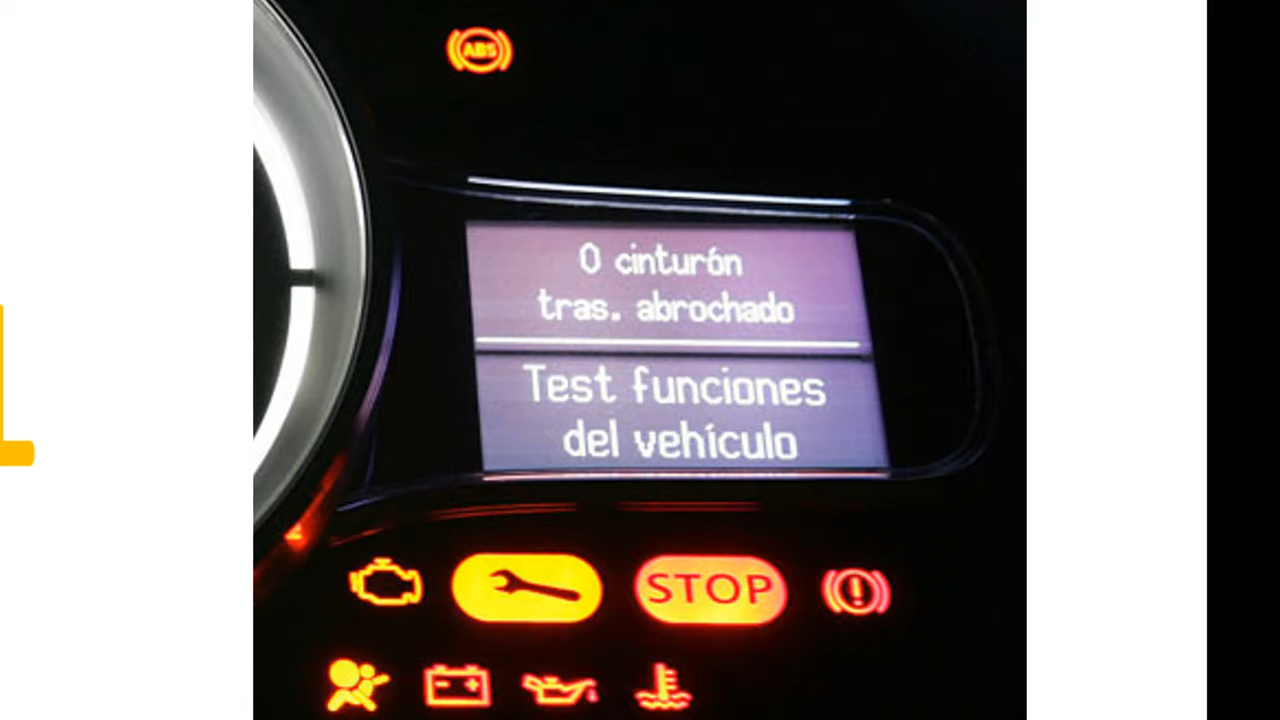 ABS
0 cinturón
tras. abrochado
Test funciones
del vehículo
STOP